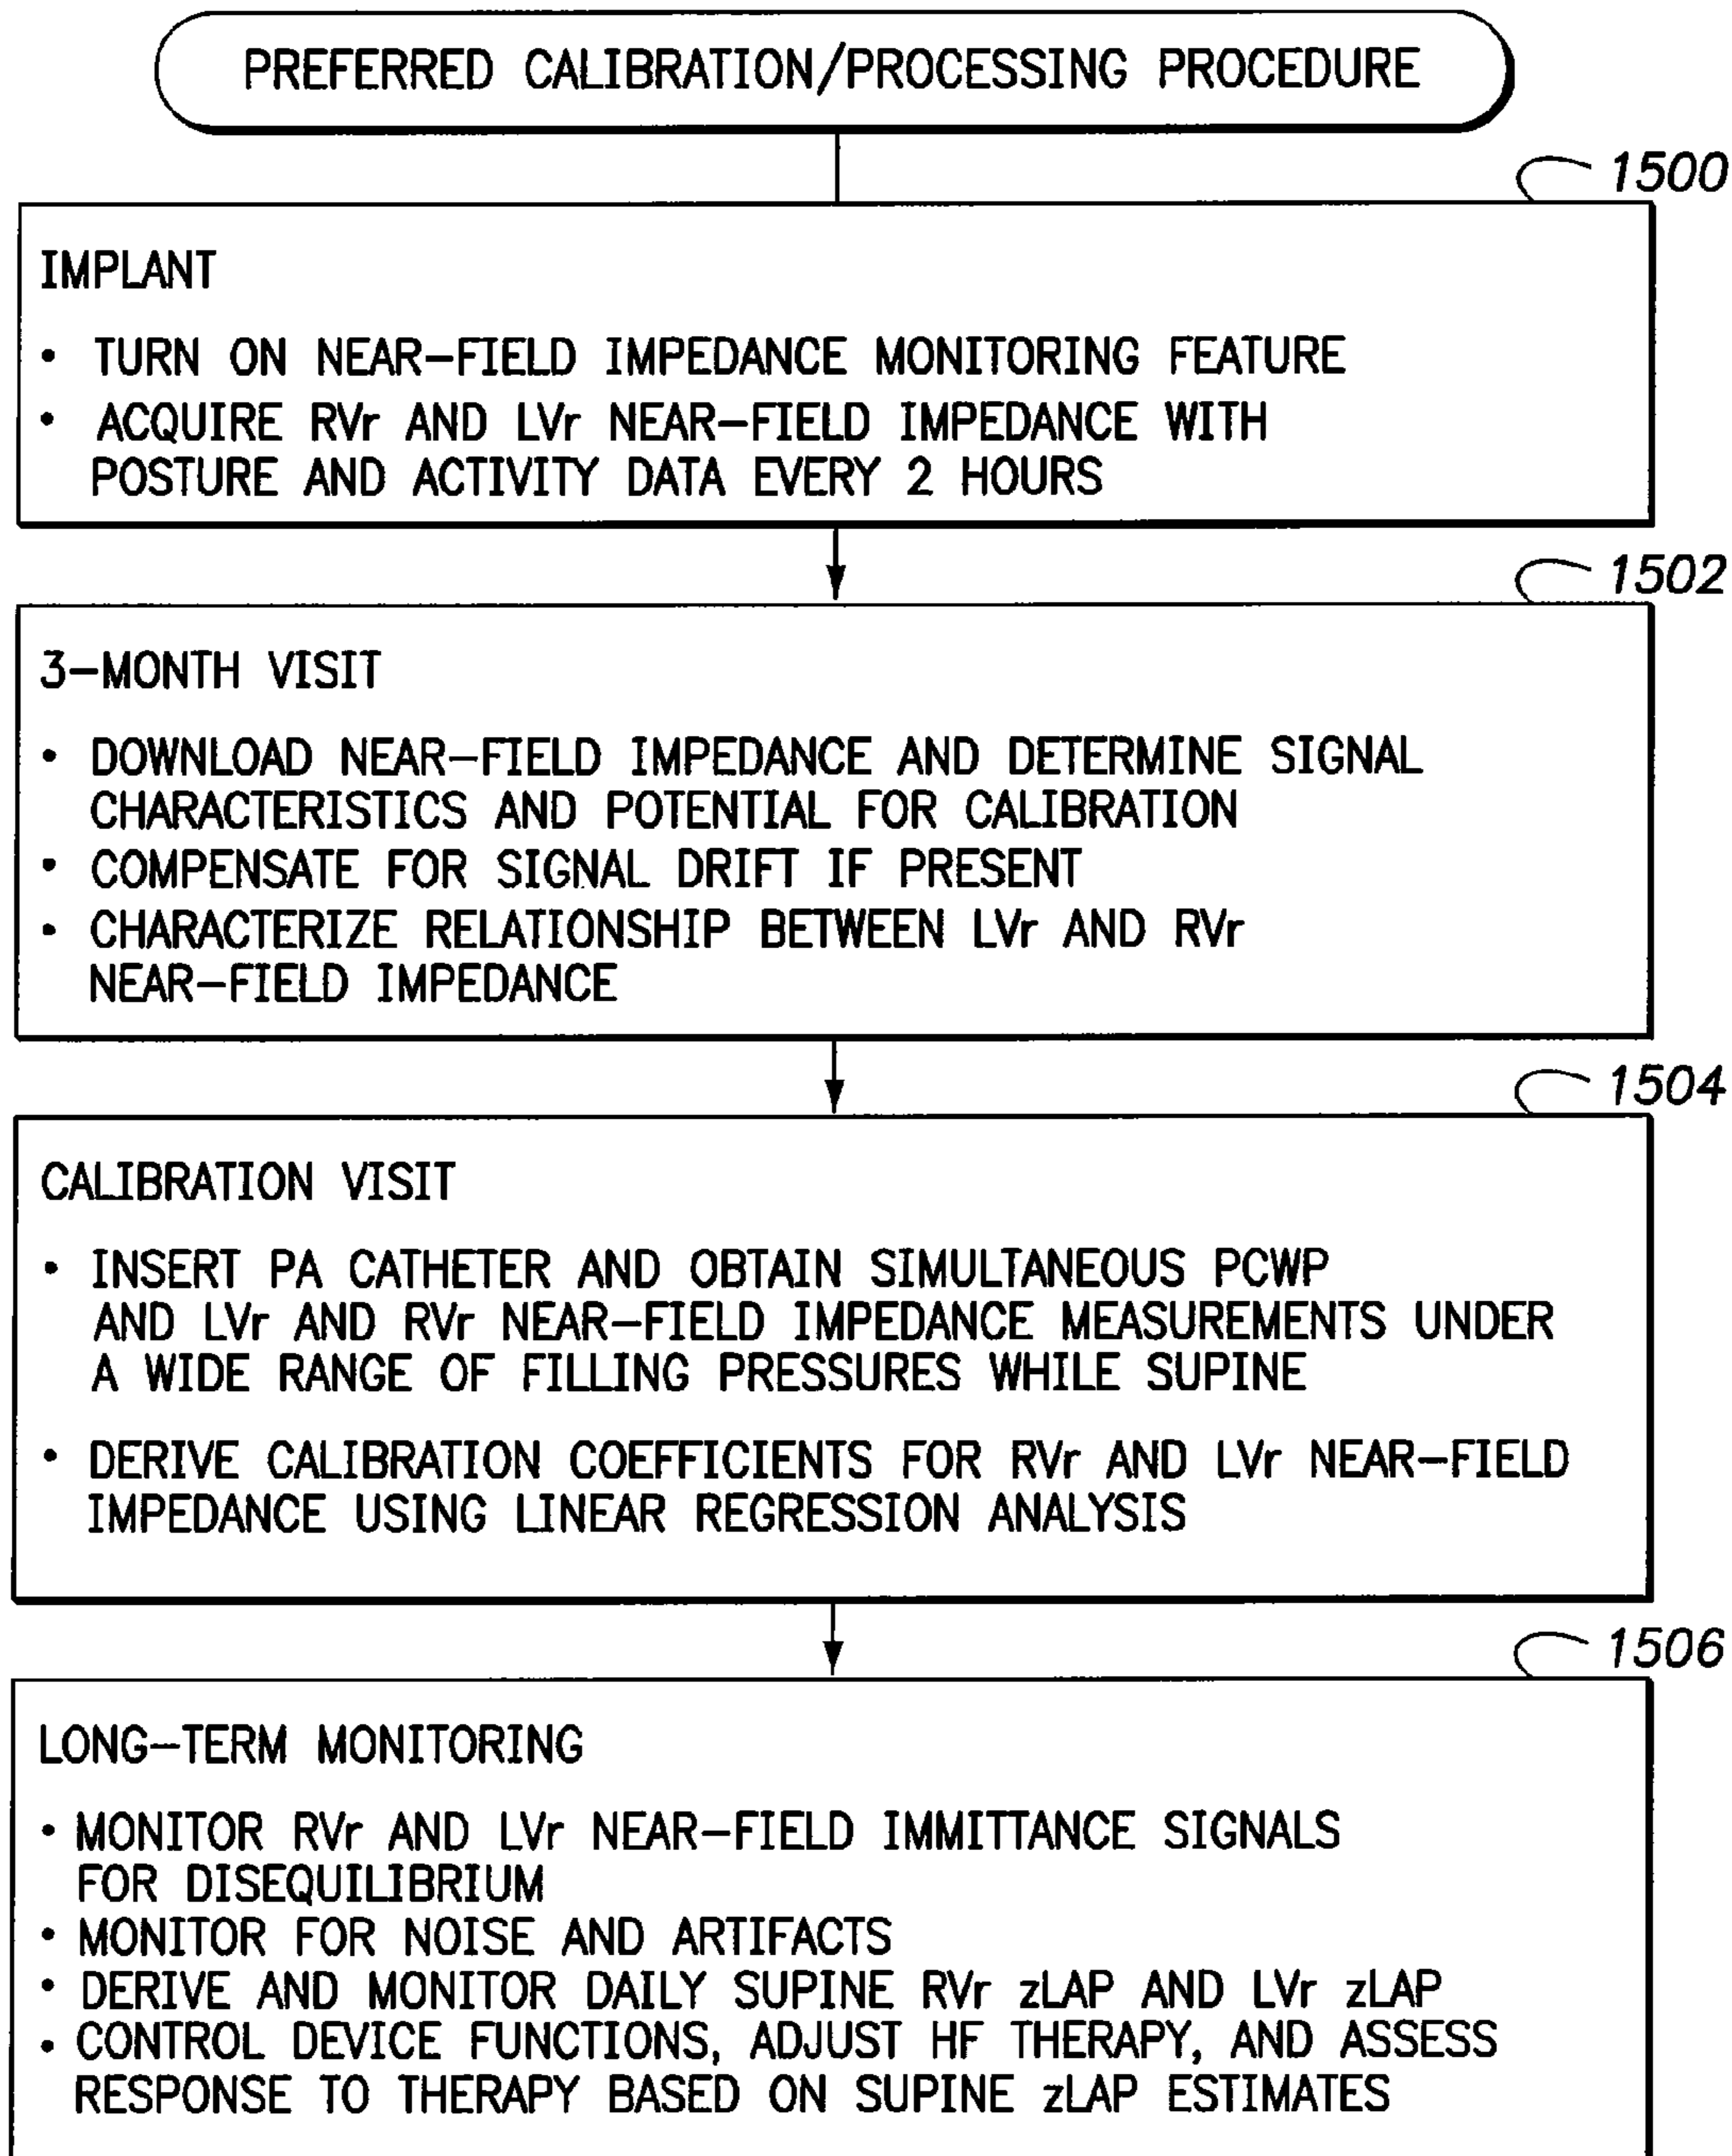 PREFERRED CALIBRATION/PROCESSING PROCEDURE
1500
IMPLANT
• TURN ON NEAR-FIELD IMPEDANCE MONITORING FEATURE
• ACQUIRE RVr AND LVr NEAR-FIELD IMPEDANCE WITH
POSTURE AND ACTIVITY DATA EVERY 2 HOURS
1502
3-MONTH VISIT
• DOWNLOAD NEAR-FIELD IMPEDANCE AND DETERMINE SIGNAL
CHARACTERISTICS AND POTENTIAL FOR CALIBRATION
• COMPENSATE FOR SIGNAL DRIFT IF PRESENT
• CHARACTERIZE RELATIONSHIP BETWEEN LVr AND RVr
NEAR-FIELD IMPEDANCE
1504
CALIBRATION VISIT
• INSERT PA CATHETER AND OBTAIN SIMULTANEOUS PCWP
AND LVr AND RVr NEAR-FIELD IMPEDANCE MEASUREMENTS UNDER
A WIDE RANGE OF FILLING PRESSURES WHILE SUPINE
• DERIVE CALIBRATION COEFFICIENTS FOR RVr AND LVr NEAR-FIELD
IMPEDANCE USING LINEAR REGRESSION ANALYSIS
1506
LONG-TERM MONITORING
• MONITOR RVr AND LVr NEAR-FIELD IMMITTANCE SIGNALS
FOR DISEQUILIBRIUM
• MONITOR FOR NOISE AND ARTIFACTS
• DERIVE AND MONITOR DAILY SUPINE RVr zLAP AND LVr zLAP
• CONTROL DEVICE FUNCTIONS, ADJUST HF THERAPY, AND ASSESS
RESPONSE TO THERAPY BASED ON SUPINE zLAP ESTIMATES